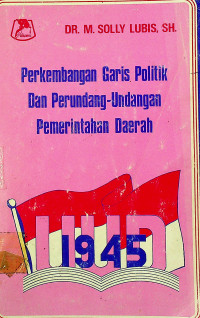 DR. M. SOLLY LUBIS, SH.
Perkembangan Garis Politik
Dan Perundang-Undangan
Pemerintahan Daerah
UUD
1945